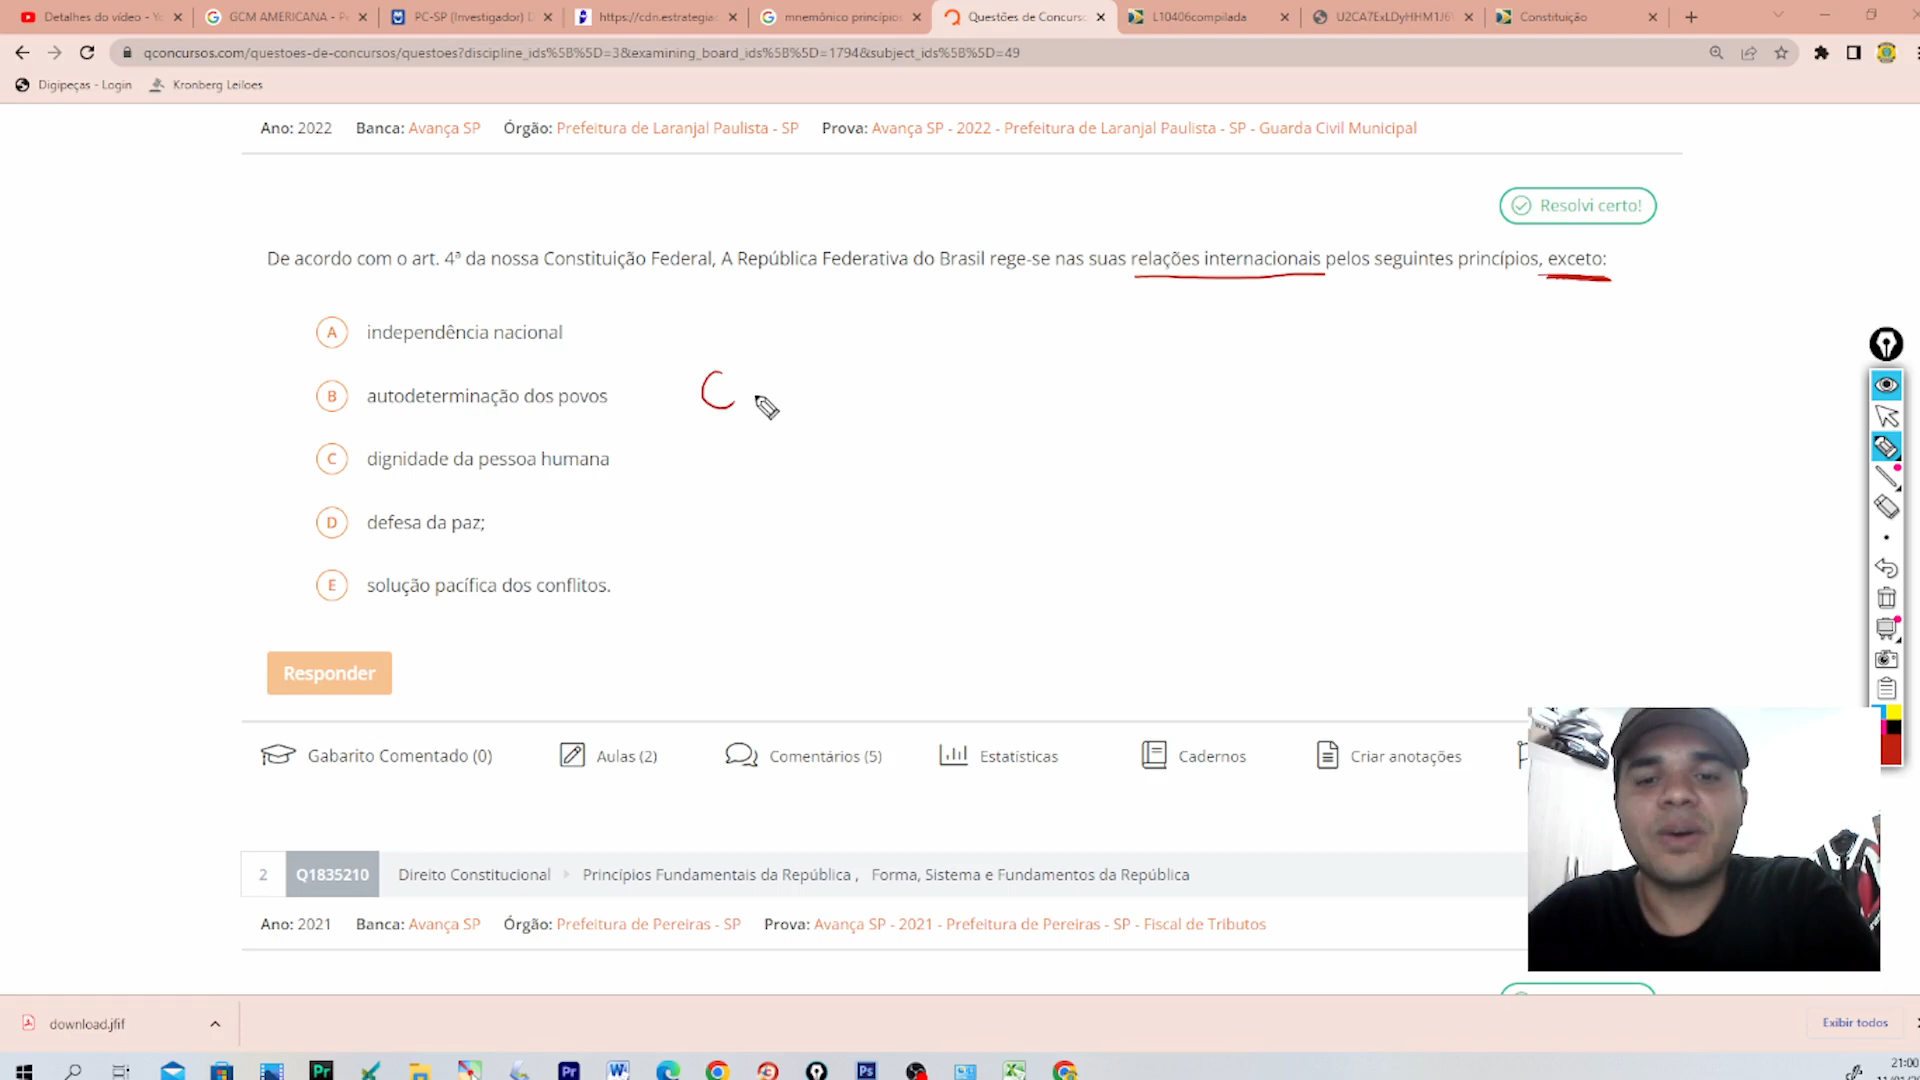 Detalhes do vídeo - Yo
GCM AMERICANA - Pe
PC-SP (Investigador) D
https://cdn.estrategiac
mnemônico princípios
Questões de Concurso
L10406compilada
Constituição
qconcursos.com/questoes-de-concursos/questoes?discipline_ids%5B%5D=3&examining_board_ids%5B%5D=1794&subject_ids%5B%5D=49
Digipeças - Login
Kronberg Leiloes
Ano: 2022 Banca: Avança SP Órgão: Prefeitura de Laranjal Paulista - SP Prova: Avança SP - 2022 - Prefeitura de Laranjal Paulista - SP - Guarda Civil Municipal
Resolvi certo!
De acordo com o art. 4ª da nossa Constituição Federal, A República Federativa do Brasil rege-se nas suas relações internacionais pelos seguintes princípios, exceto:
A independência nacional
B autodeterminação dos povos
C
C dignidade da pessoa humana
D defesa da paz;
E solução pacífica dos conflitos.
Responder
Gabarito Comentado (0)
Aulas (2)
Comentários (5)
Estatísticas
Cadernos
Criar anotações
2 Q1835210 Direito Constitucional Princípios Fundamentais da República , Forma, Sistema e Fundamentos da República
Ano: 2021 Banca: Avança SP Órgão: Prefeitura de Pereiras - SP Prova: Avança SP - 2021 - Prefeitura de Pereiras - SP - Fiscal de Tributos
download.jfif
Exibir todos
21:00